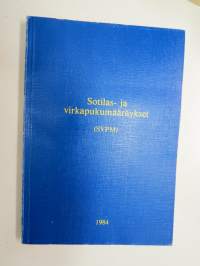 Sotilas- ja
virkapukumääräykset
(SVPM)
1984